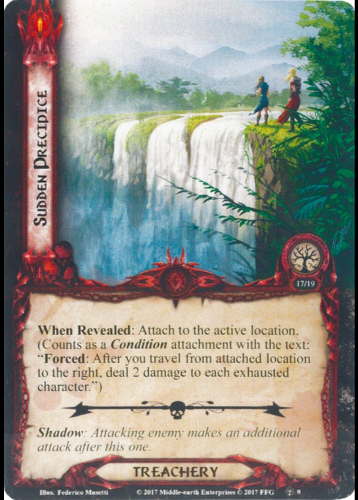 SUDDEN PRECIPICE
17/19
When Revealed: Attach to the active location.
(Counts as a Condition attachment with the text:
“Forced: After you travel from attached location
to the right, deal 2 damage to each exhausted
character.”)
Shadow: Attacking enemy makes an additional
attack after this one.
TREACHERY
Illus. Federico Musetti
© 2017 Middle-earth Enterprises © 2017 FFG
9